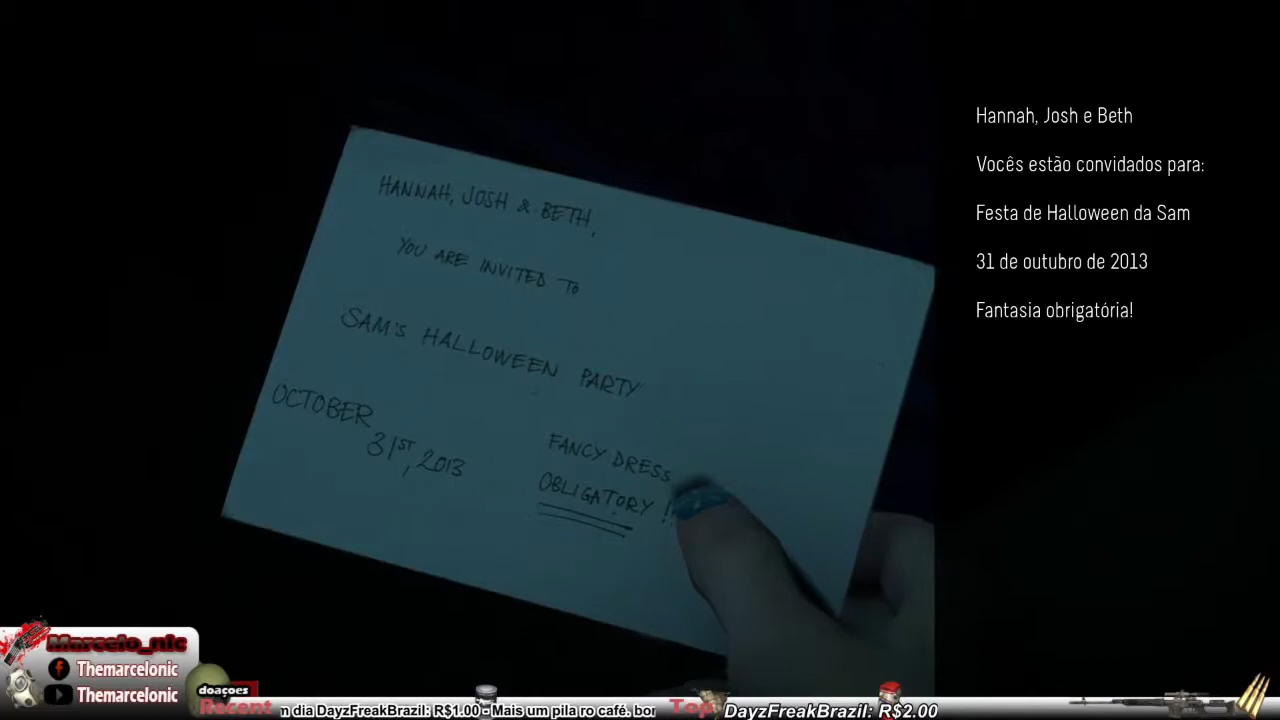 HANNAH, JOSH & BETH,
YOU ARE INVITED TO
SAM'S HALLOWEEN PARTY
OCTOBER
31ST, 2013
FANCY DRESS
OBLIGATORY !!
Hannah, Josh e Beth
Vocês estão convidados para:
Festa de Halloween da Sam
31 de outubro de 2013
Fantasia obrigatória!
Marcelo_nic
Themarcelonic
Themarcelonic
doaçoes
Recent
m dia DayzFreakBrazil: R$1.00 - Mais um pila ro café. bor
Top
DayzFreakBrazil: R$2.00